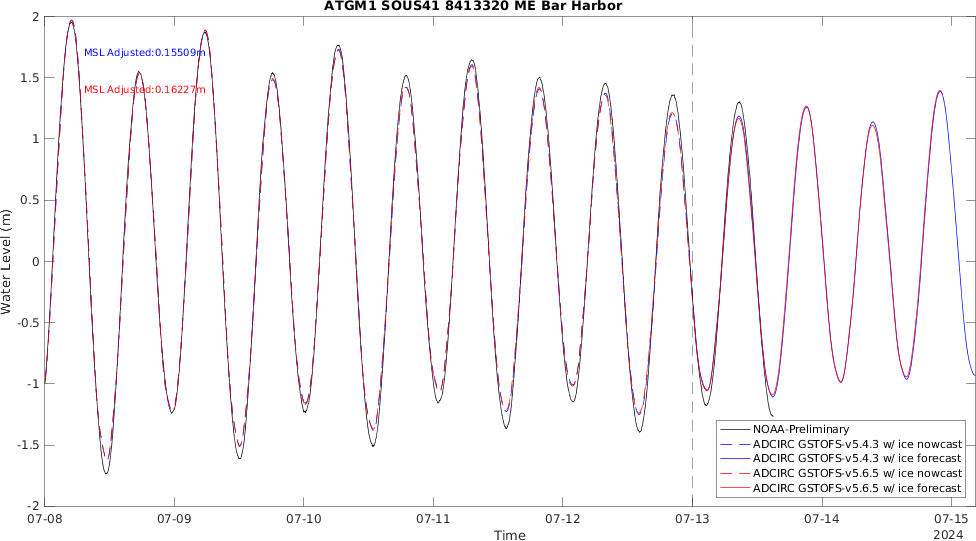 ATGM1 SOUS41 8413320 ME Bar Harbor
2
MSL Adjusted:0.15509m
1.5
MSL Adjusted:0.16227m
1
0.5
0
-0.5
-1
-1.5
-2
Water Level (m)
NOAA-Preliminary
ADCIRC GSTOFS-v5.4.3 w/ ice nowcast
ADCIRC GSTOFS-v5.4.3 w/ ice forecast
ADCIRC GSTOFS-v5.6.5 w/ ice nowcast
ADCIRC GSTOFS-v5.6.5 w/ ice forecast
07-08 07-09 07-10 07-11 07-12 07-13 07-14 07-15
Time
2024